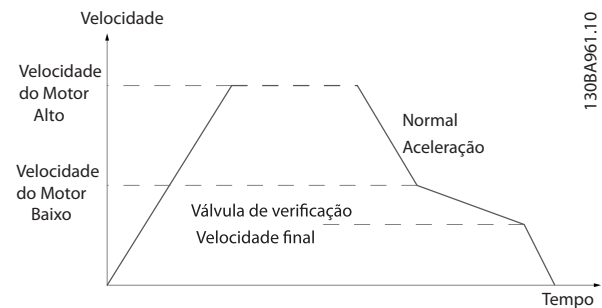 Velocidade
130BA961.10
Velocidade
do Motor
Alto
Normal
Aceleração
Velocidade
do Motor
Baixo
Válvula de verificação
Velocidade final
Tempo